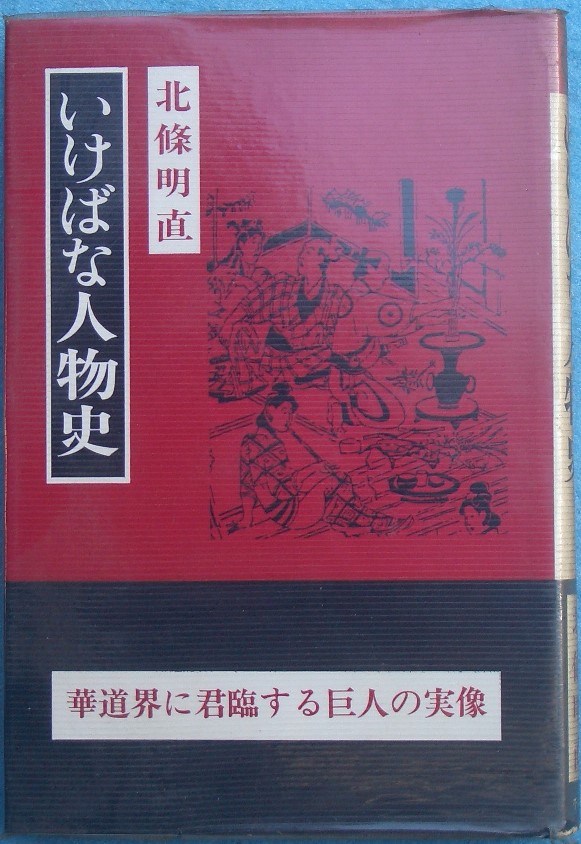 北條明直
いけばな人物史
華道界に君臨する巨人の実像